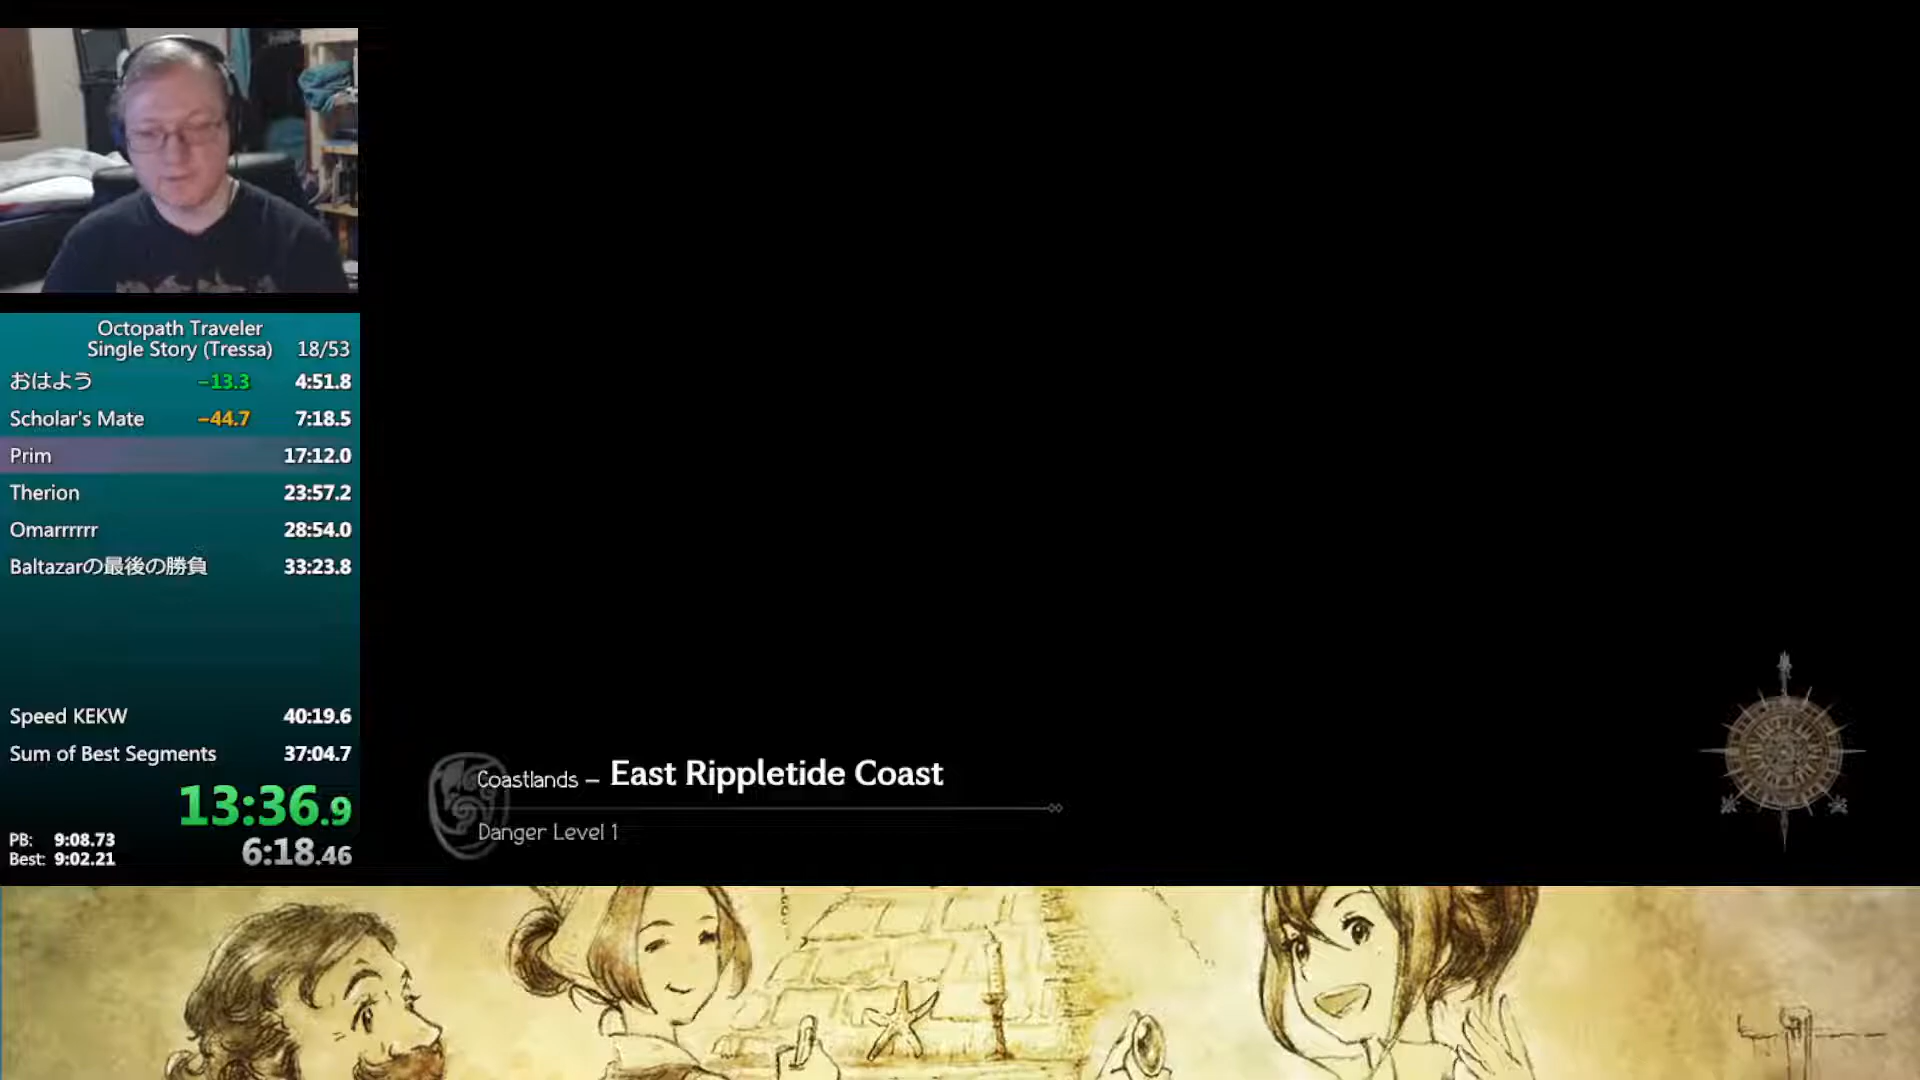 Octopath Traveler
Single Story (Tressa) 18/53
おはよう -13.3 4:51.8
Scholar's Mate -44.7 7:18.5
Prim 17:12.0
Therion 23:57.2
Omarrrrrr 28:54.0
Baltazarの最後の勝負 33:23.8
Speed KEKW 40:19.6
Sum of Best Segments 37:04.7
13:36.9
PB: 9:08.73
Best: 9:02.21
6:18.46
Coastlands – East Rippletide Coast
Danger Level 1